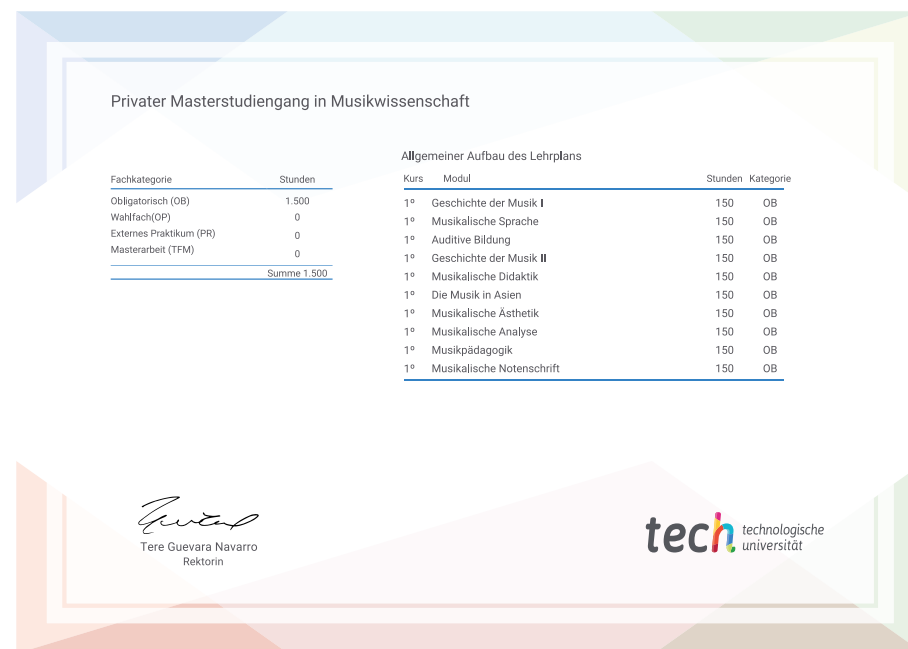 Privater Masterstudiengang in Musikwissenschaft
Fachkategorie Stunden
Obligatorisch (OB) 1.500
Wahlfach(OP) 0
Externes Praktikum (PR) 0
Masterarbeit (TFM) 0
Summe 1.500
Allgemeiner Aufbau des Lehrplans
Kurs Modul Stunden Kategorie
1º Geschichte der Musik I 150 OB
1º Musikalische Sprache 150 OB
1º Auditive Bildung 150 OB
1º Geschichte der Musik II 150 OB
1º Musikalische Didaktik 150 OB
1º Die Musik in Asien 150 OB
1º Musikalische Ästhetik 150 OB
1º Musikalische Analyse 150 OB
1º Musikpädagogik 150 OB
1º Musikalische Notenschrift 150 OB
Tere Guevara Navarro
Rektorin
tech technologische
universität